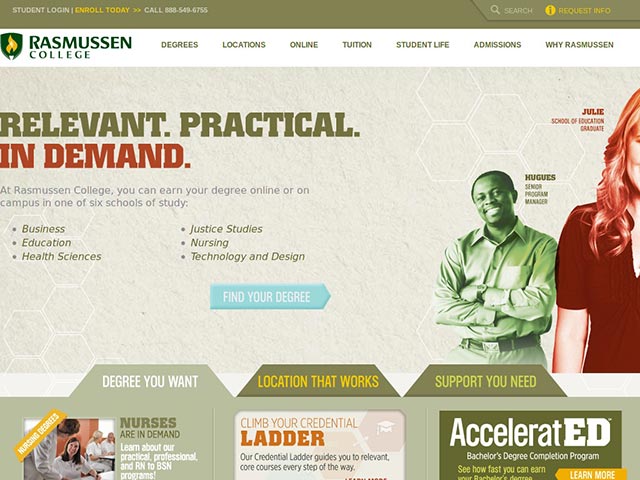 STUDENT LOGIN | ENROLL TODAY >> CALL 888-549-6755
SEARCH
REQUEST INFO
RASMUSSEN
COLLEGE
DEGREES LOCATIONS ONLINE TUITION STUDENT LIFE ADMISSIONS WHY RASMUSSEN
RELEVANT. PRACTICAL.
IN DEMAND.
At Rasmussen College, you can earn your degree online or on
campus in one of six schools of study:
Business
Education
Health Sciences
Justice Studies
Nursing
Technology and Design
FIND YOUR DEGREE
JULIE
SCHOOL OF EDUCATION
GRADUATE
HUGUES
SENIOR
PROGRAM
MANAGER
DEGREE YOU WANT
LOCATION THAT WORKS
SUPPORT YOU NEED
NURSING DEGREES
NURSES
ARE IN DEMAND
Learn about our
practical, professional,
and RN to BSN
programs!
CLIMB YOUR CREDENTIAL
LADDER
Our Credential Ladder guides you to relevant,
core courses every step of the way.
LEARN MORE
AcceleratED
Bachelor's Degree Completion Program
See how fast you can earn
your Bachelor's degree
LEARN MORE